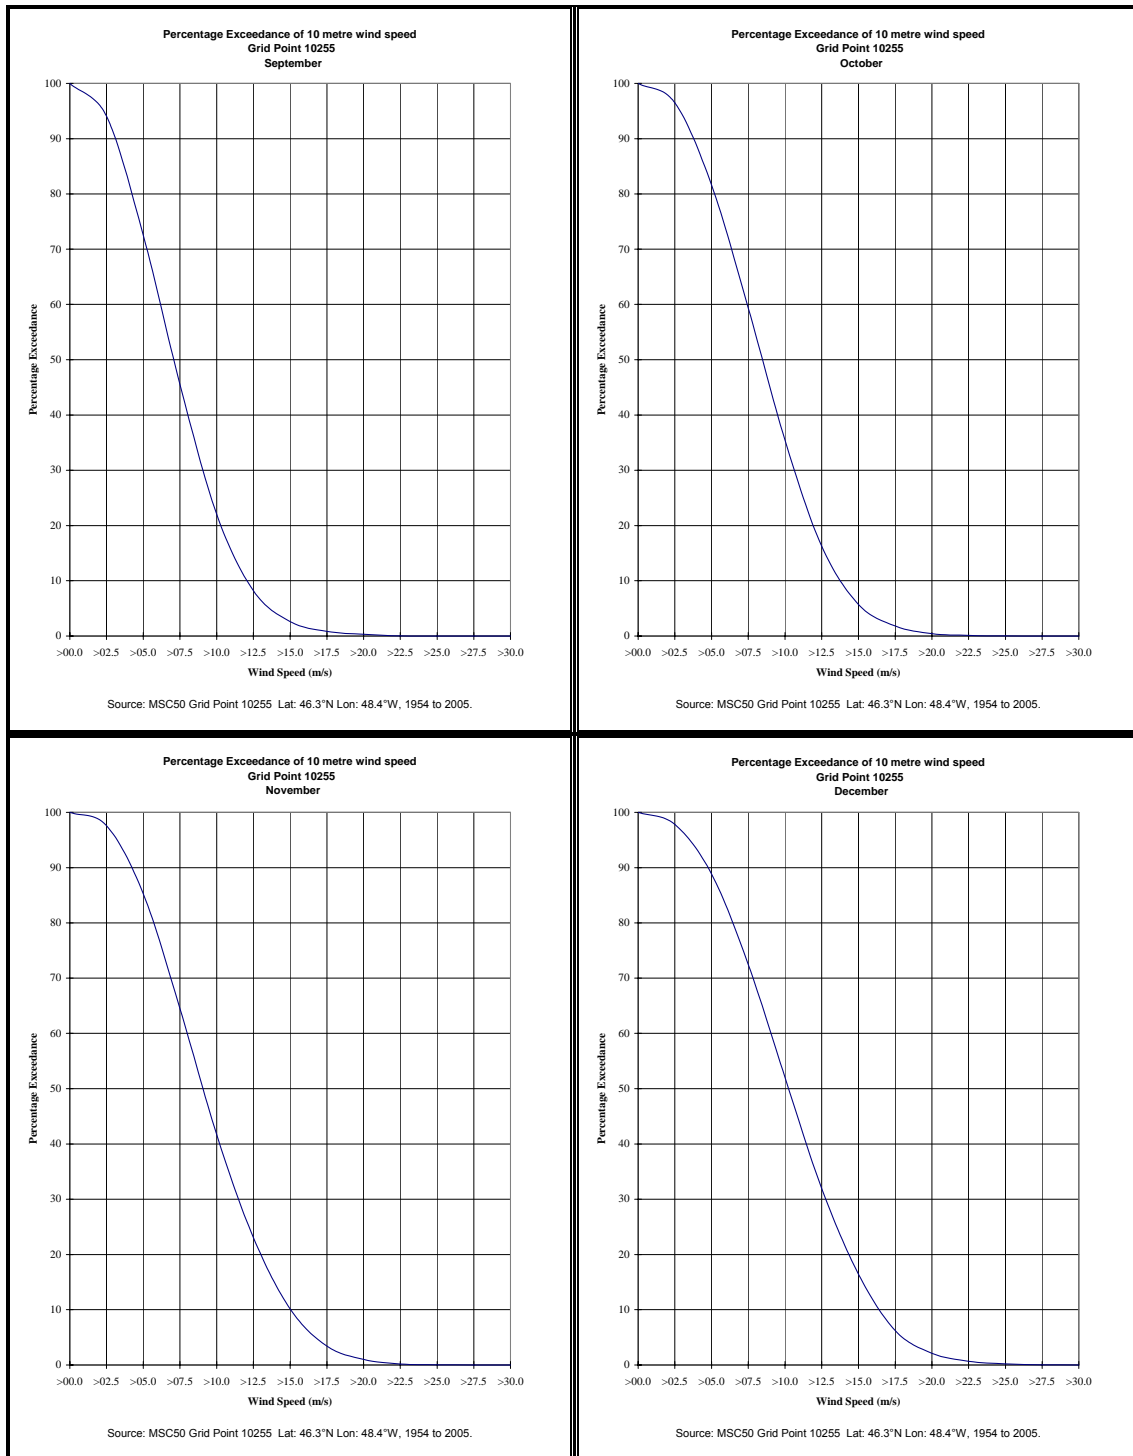 Percentage Exceedance of 10 metre wind speed
Grid Point 10255
September
100
90
80
70
60
50
40
30
20
10
0
Percentage Exceedance
>00.0 >02.5 >05.0 >07.5 >10.0 >12.5 >15.0 >17.5 >20.0 >22.5 >25.0 >27.5 >30.0
Wind Speed (m/s)
Source: MSC50 Grid Point 10255 Lat: 46.3°N Lon: 48.4°W, 1954 to 2005.
Percentage Exceedance of 10 metre wind speed
Grid Point 10255
October
100
90
80
70
60
50
40
30
20
10
0
Percentage Exceedance
>00.0 >02.5 >05.0 >07.5 >10.0 >12.5 >15.0 >17.5 >20.0 >22.5 >25.0 >27.5 >30.0
Wind Speed (m/s)
Source: MSC50 Grid Point 10255 Lat: 46.3°N Lon: 48.4°W, 1954 to 2005.
Percentage Exceedance of 10 metre wind speed
Grid Point 10255
November
100
90
80
70
60
50
40
30
20
10
0
Percentage Exceedance
>00.0 >02.5 >05.0 >07.5 >10.0 >12.5 >15.0 >17.5 >20.0 >22.5 >25.0 >27.5 >30.0
Wind Speed (m/s)
Source: MSC50 Grid Point 10255 Lat: 46.3°N Lon: 48.4°W, 1954 to 2005.
Percentage Exceedance of 10 metre wind speed
Grid Point 10255
December
100
90
80
70
60
50
40
30
20
10
0
Percentage Exceedance
>00.0 >02.5 >05.0 >07.5 >10.0 >12.5 >15.0 >17.5 >20.0 >22.5 >25.0 >27.5 >30.0
Wind Speed (m/s)
Source: MSC50 Grid Point 10255 Lat: 46.3°N Lon: 48.4°W, 1954 to 2005.